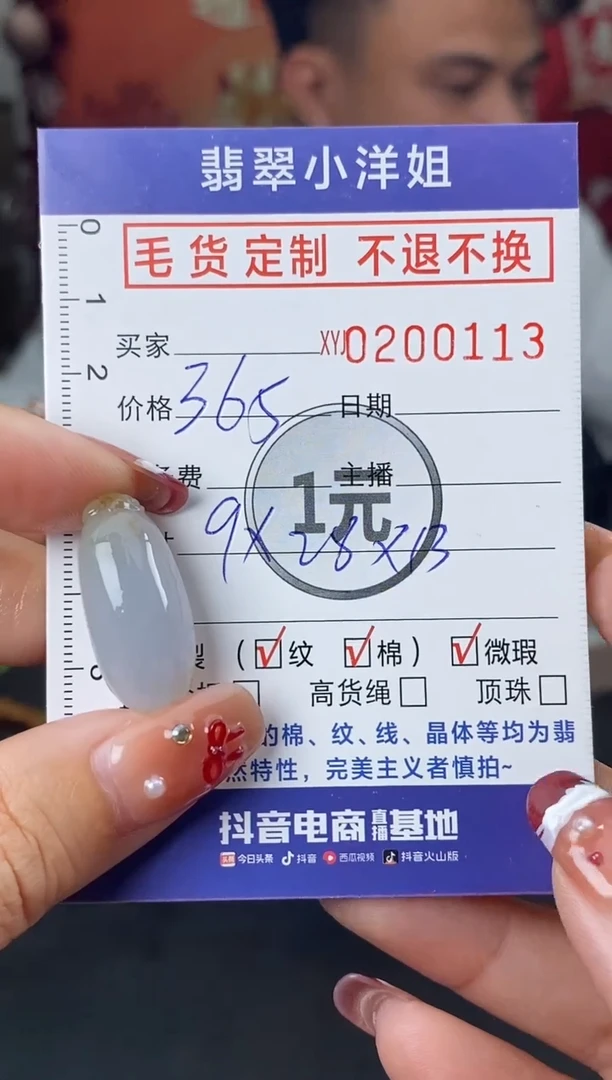 翡翠小洋姐
毛货定制 不退不换
0
1
2
买家 XYJ0200113
价格 365 日期
费 主播
1元
9X28X13
(☑纹 ☑棉) ☑微瑕
高货绳□ 顶珠□
的棉、纹、线、晶体等均为翡
然特性，完美主义者慎拍~
抖音电商直播基地
头条 今日头条 抖音 西瓜视频 抖音火山版